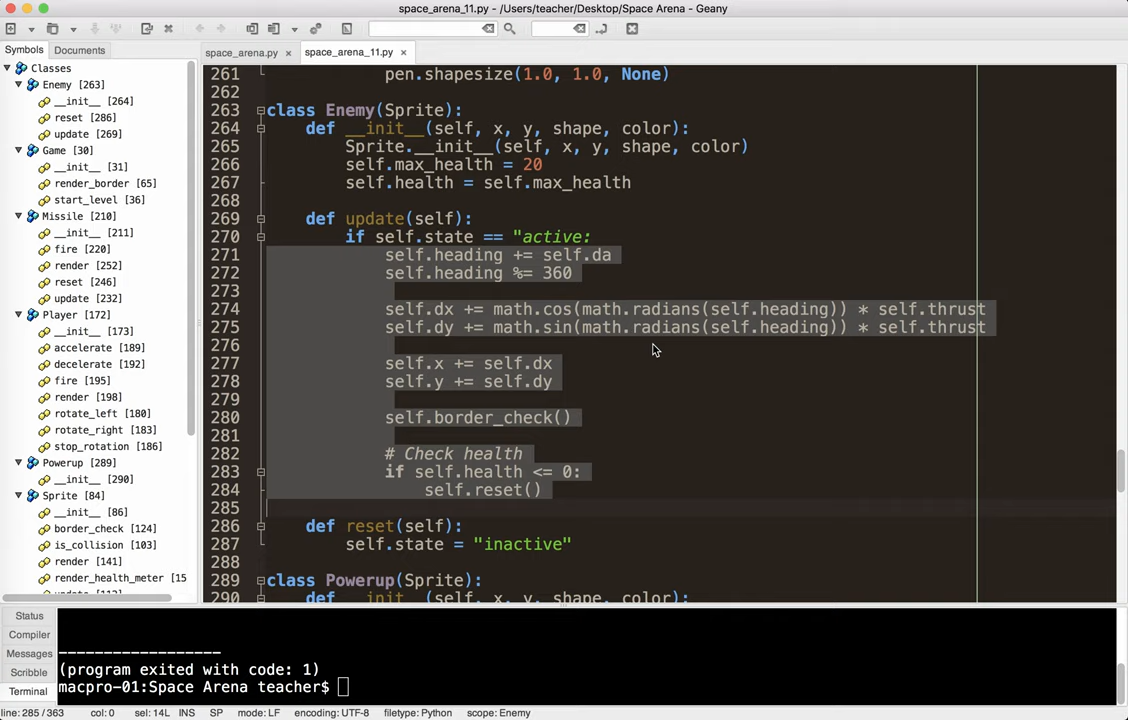 space_arena_11.py - /Users/teacher/Desktop/Space Arena - Geany
space_arena.py
space_arena_11.py
Symbols
Documents
Classes
Enemy [263]
__init__ [264]
reset [286]
update [269]
Game [30]
__init__ [31]
render_border [65]
start_level [36]
Missile [210]
__init__ [211]
fire [220]
render [252]
reset [246]
update [232]
Player [172]
__init__ [173]
accelerate [189]
decelerate [192]
fire [195]
render [198]
rotate_left [180]
rotate_right [183]
stop_rotation [186]
Powerup [289]
__init__ [290]
Sprite [84]
__init__ [86]
border_check [124]
is_collision [103]
render [141]
render_health_meter [15
261 pen.shapesize(1.0, 1.0, None)
262
263 class Enemy(Sprite):
264 def __init__(self, x, y, shape, color):
265 Sprite.__init__(self, x, y, shape, color)
266 self.max_health = 20
267 self.health = self.max_health
268
269 def update(self):
270 if self.state == "active:
271 self.heading += self.da
272 self.heading %= 360
273
274 self.dx += math.cos(math.radians(self.heading)) * self.thrust
275 self.dy += math.sin(math.radians(self.heading)) * self.thrust
276
277 self.x += self.dx
278 self.y += self.dy
279
280 self.border_check()
281
282 # Check health
283 if self.health <= 0:
284 self.reset()
285
286 def reset(self):
287 self.state = "inactive"
288
289 class Powerup(Sprite):
290 def __init__(self, x, y, shape, color):
Status
Compiler
Messages
Scribble
Terminal
------------------
(program exited with code: 1)
macpro-01:Space Arena teacher$
line: 285 / 363 col: 0 sel: 14L INS SP mode: LF encoding: UTF-8 filetype: Python scope: Enemy